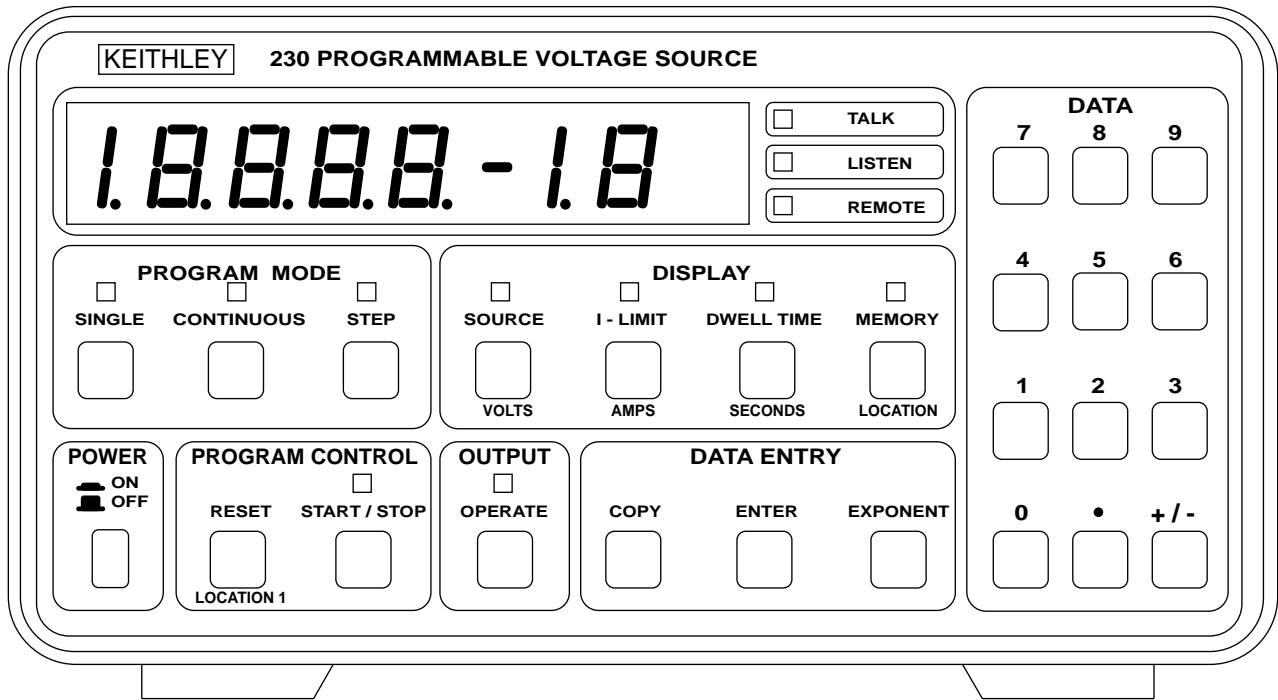 KEITHLEY 230 PROGRAMMABLE VOLTAGE SOURCE
1.8.8.8.8.-1.8
TALK
LISTEN
REMOTE
PROGRAM MODE
SINGLE CONTINUOUS STEP
DISPLAY
SOURCE I - LIMIT DWELL TIME MEMORY
VOLTS AMPS SECONDS LOCATION
POWER
ON
OFF
PROGRAM CONTROL
RESET START / STOP
LOCATION 1
OUTPUT
OPERATE
DATA ENTRY
COPY ENTER EXPONENT
DATA
7 8 9
4 5 6
1 2 3
0 • + / -